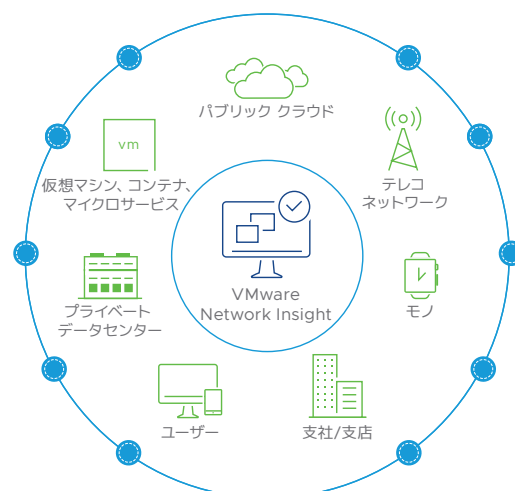 パブリック クラウド
vm
仮想マシン、コンテナ、
マイクロサービス
テレコ
ネットワーク
VMware
Network Insight
プライベート
データセンター
モノ
ユーザー
支社/支店